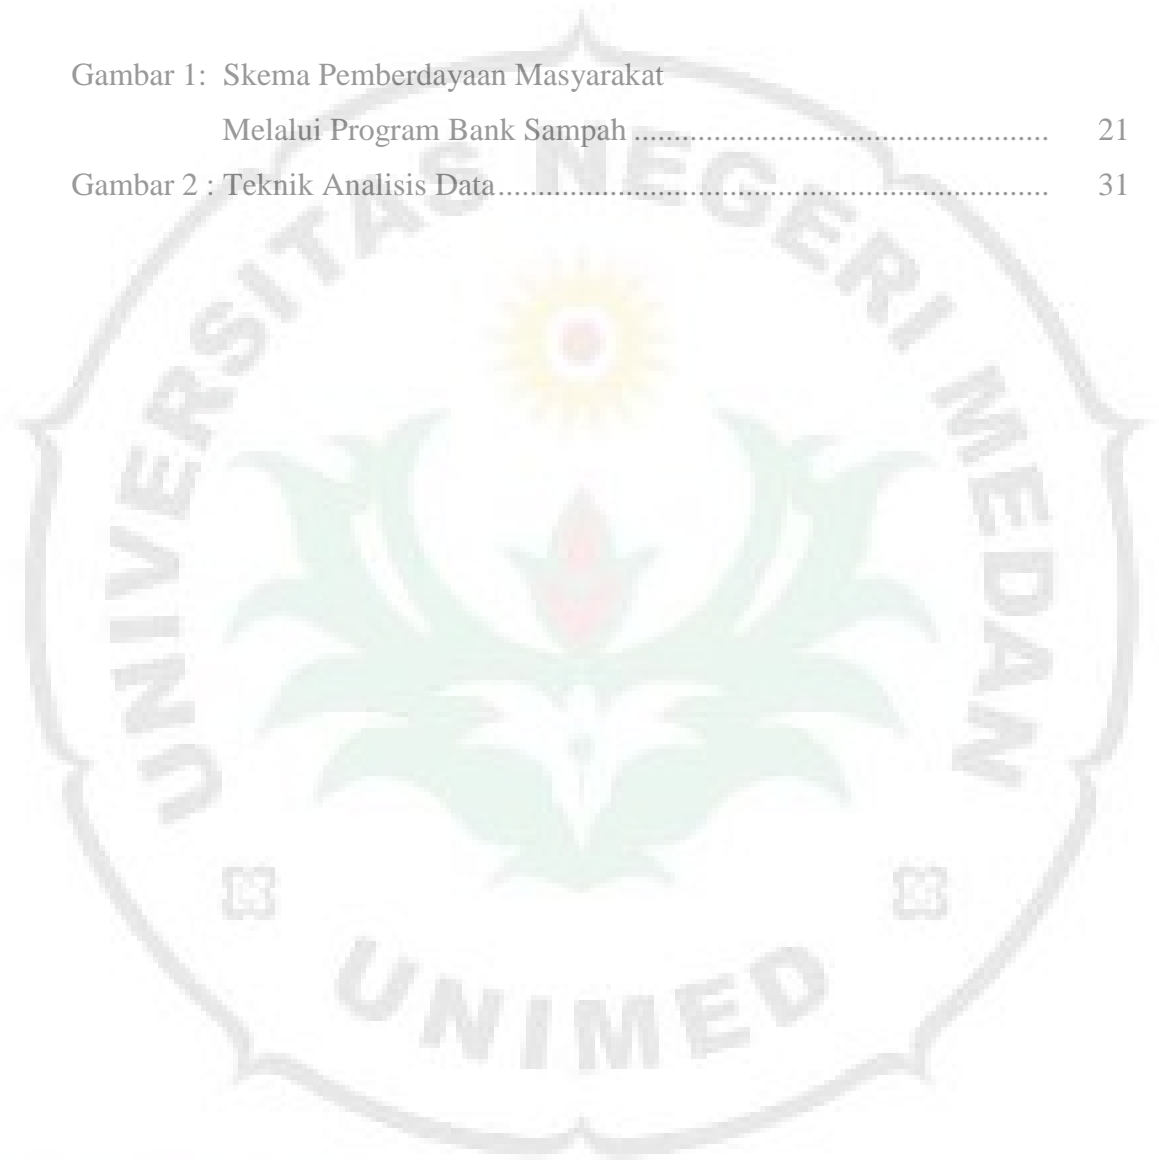 Gambar 1:  Skema Pemberdayaan Masyarakat
Melalui Program Bank Sampah ................................................... 21
Gambar 2 : Teknik Analisis Data.................................................................... 31
UNIVERSITAS NEGERI MEDAN
UNIMED